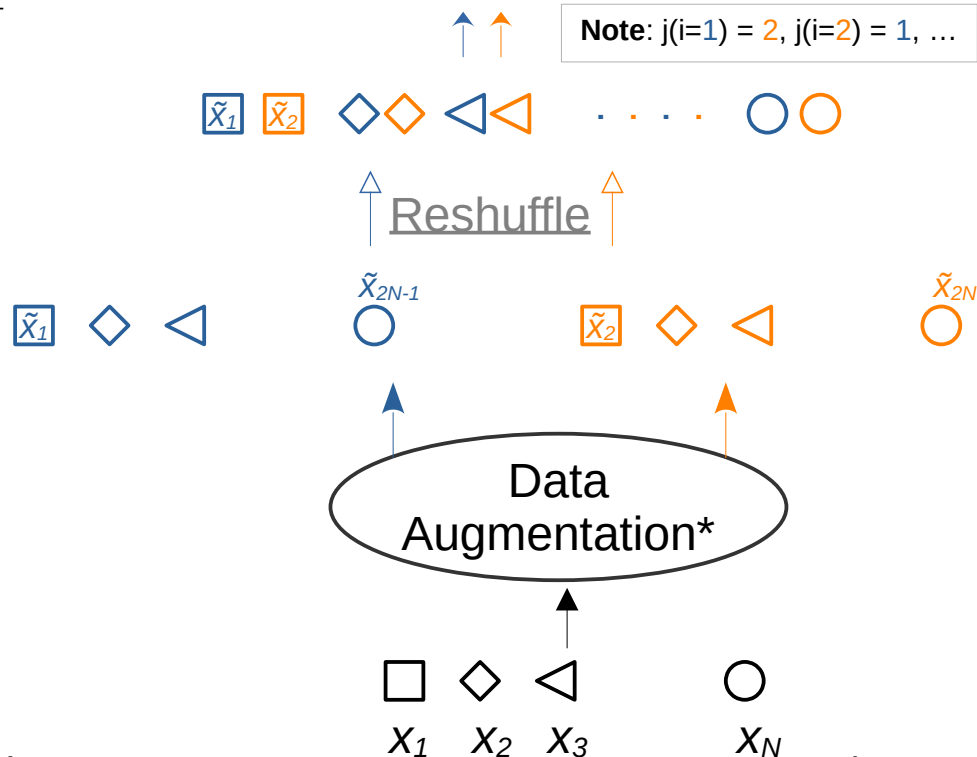 Note: j(i=1) = 2, j(i=2) = 1, …
x̃1 x̃2 . . . .
Reshuffle
x̃2N-1 x̃2N
x̃1 x̃2
Data
Augmentation*
x1 x2 x3 xN